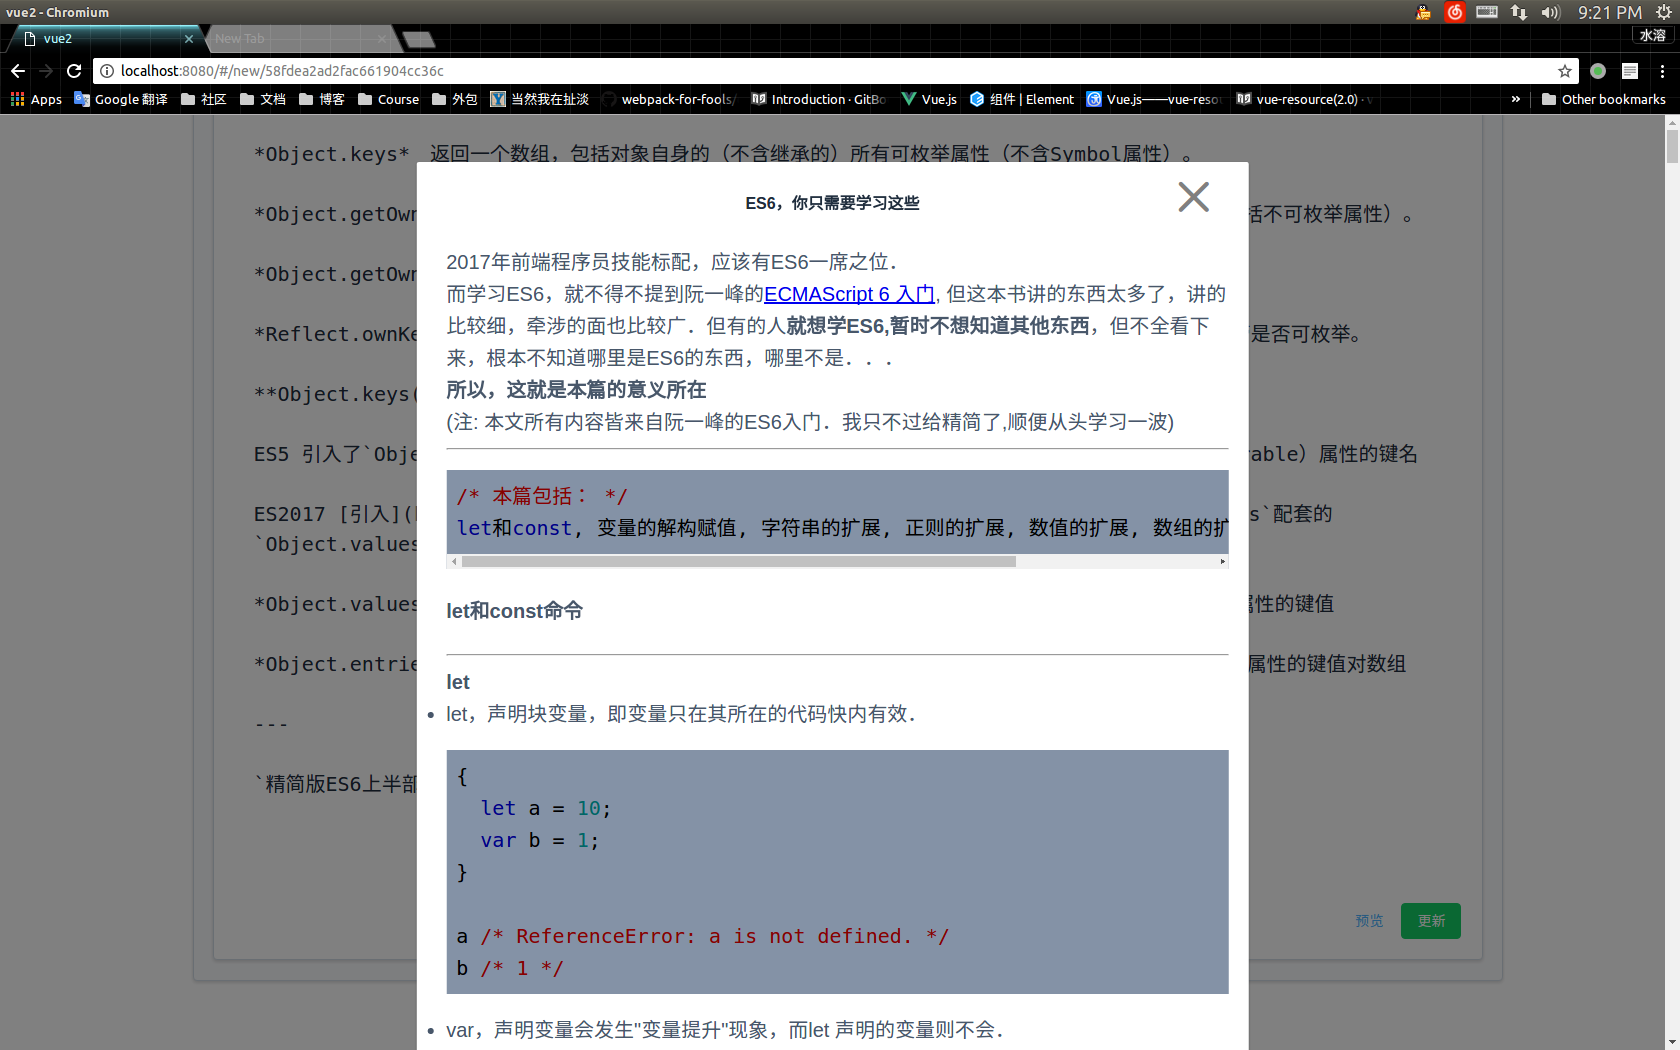 vue2 - Chromium
9:21 PM
vue2
New Tab
水溶
localhost:8080/#/new/58fdea2ad2fac661904cc36c
Apps
Google 翻译
社区
文档
博客
Course
外包
当然我在扯淡
webpack-for-fools/
Introduction · GitBo
Vue.js
组件 | Element
Vue.js——vue-reso
vue-resource(2.0) ·
»
Other bookmarks
*Object.keys* 返回一个数组，包括对象自身的（不含继承的）所有可枚举属性（不含Symbol属性）。
*Object.getOwn
括不可枚举属性）。
*Object.getOwn
*Reflect.ownKe
是否可枚举。
**Object.keys(
ES5 引入了`Obje
able）属性的键名
ES2017 [引入](
s`配套的
`Object.values
*Object.values
属性的键值
*Object.entrie
属性的键值对数组
---
`精简版ES6上半部
预览
更新
ES6，你只需要学习这些
2017年前端程序员技能标配，应该有ES6一席之位．
而学习ES6，就不得不提到阮一峰的ECMAScript 6 入门, 但这本书讲的东西太多了，讲的
比较细，牵涉的面也比较广．但有的人就想学ES6,暂时不想知道其他东西，但不全看下
来，根本不知道哪里是ES6的东西，哪里不是．．．
所以，这就是本篇的意义所在
(注: 本文所有内容皆来自阮一峰的ES6入门．我只不过给精简了,顺便从头学习一波)
/* 本篇包括： */
let和const, 变量的解构赋值, 字符串的扩展, 正则的扩展, 数值的扩展, 数组的扩
let和const命令
let
let，声明块变量，即变量只在其所在的代码快内有效．
{
let a = 10;
var b = 1;
}
a /* ReferenceError: a is not defined. */
b /* 1 */
var，声明变量会发生"变量提升"现象，而let 声明的变量则不会．